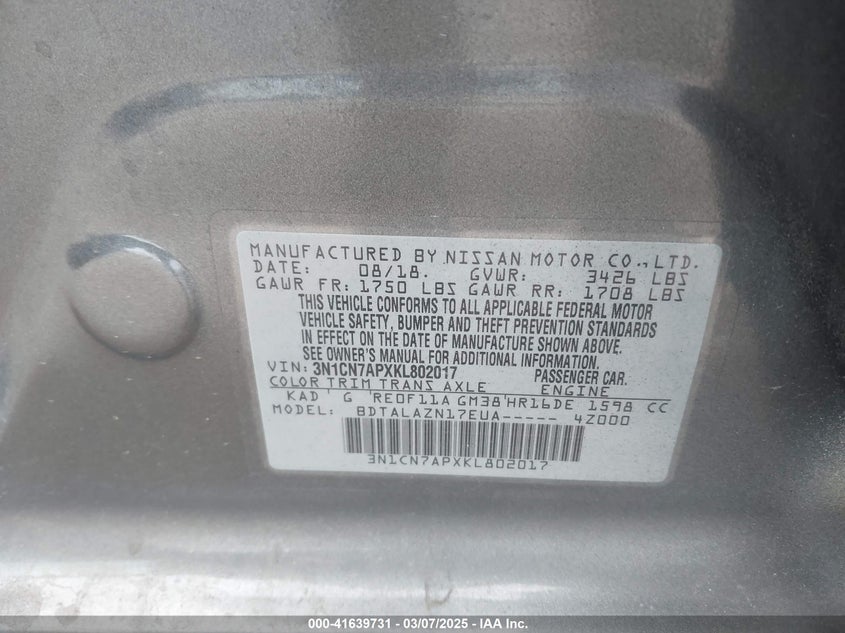 MANUFACTURED BY NISSAN MOTOR CO.,LTD.
DATE: 08/18. GVWR: 3426 LBS
GAWR FR: 1750 LBS GAWR RR: 1708 LBS
THIS VEHICLE CONFORMS TO ALL APPLICABLE FEDERAL MOTOR
VEHICLE SAFETY, BUMPER AND THEFT PREVENTION STANDARDS
IN EFFECT ON THE DATE OF MANUFACTURE SHOWN ABOVE.
SEE OWNER'S MANUAL FOR ADDITIONAL INFORMATION.
VIN: 3N1CN7APXKL802017 PASSENGER CAR.
COLOR TRIM TRANS AXLE ENGINE
KAD G RE0F11A GM38 HR16DE 1598 CC
MODEL: BDTALAZN17EUA----- 4Z000
3N1CN7APXKL802017
000-41639731 - 03/07/2025 - IAA Inc.